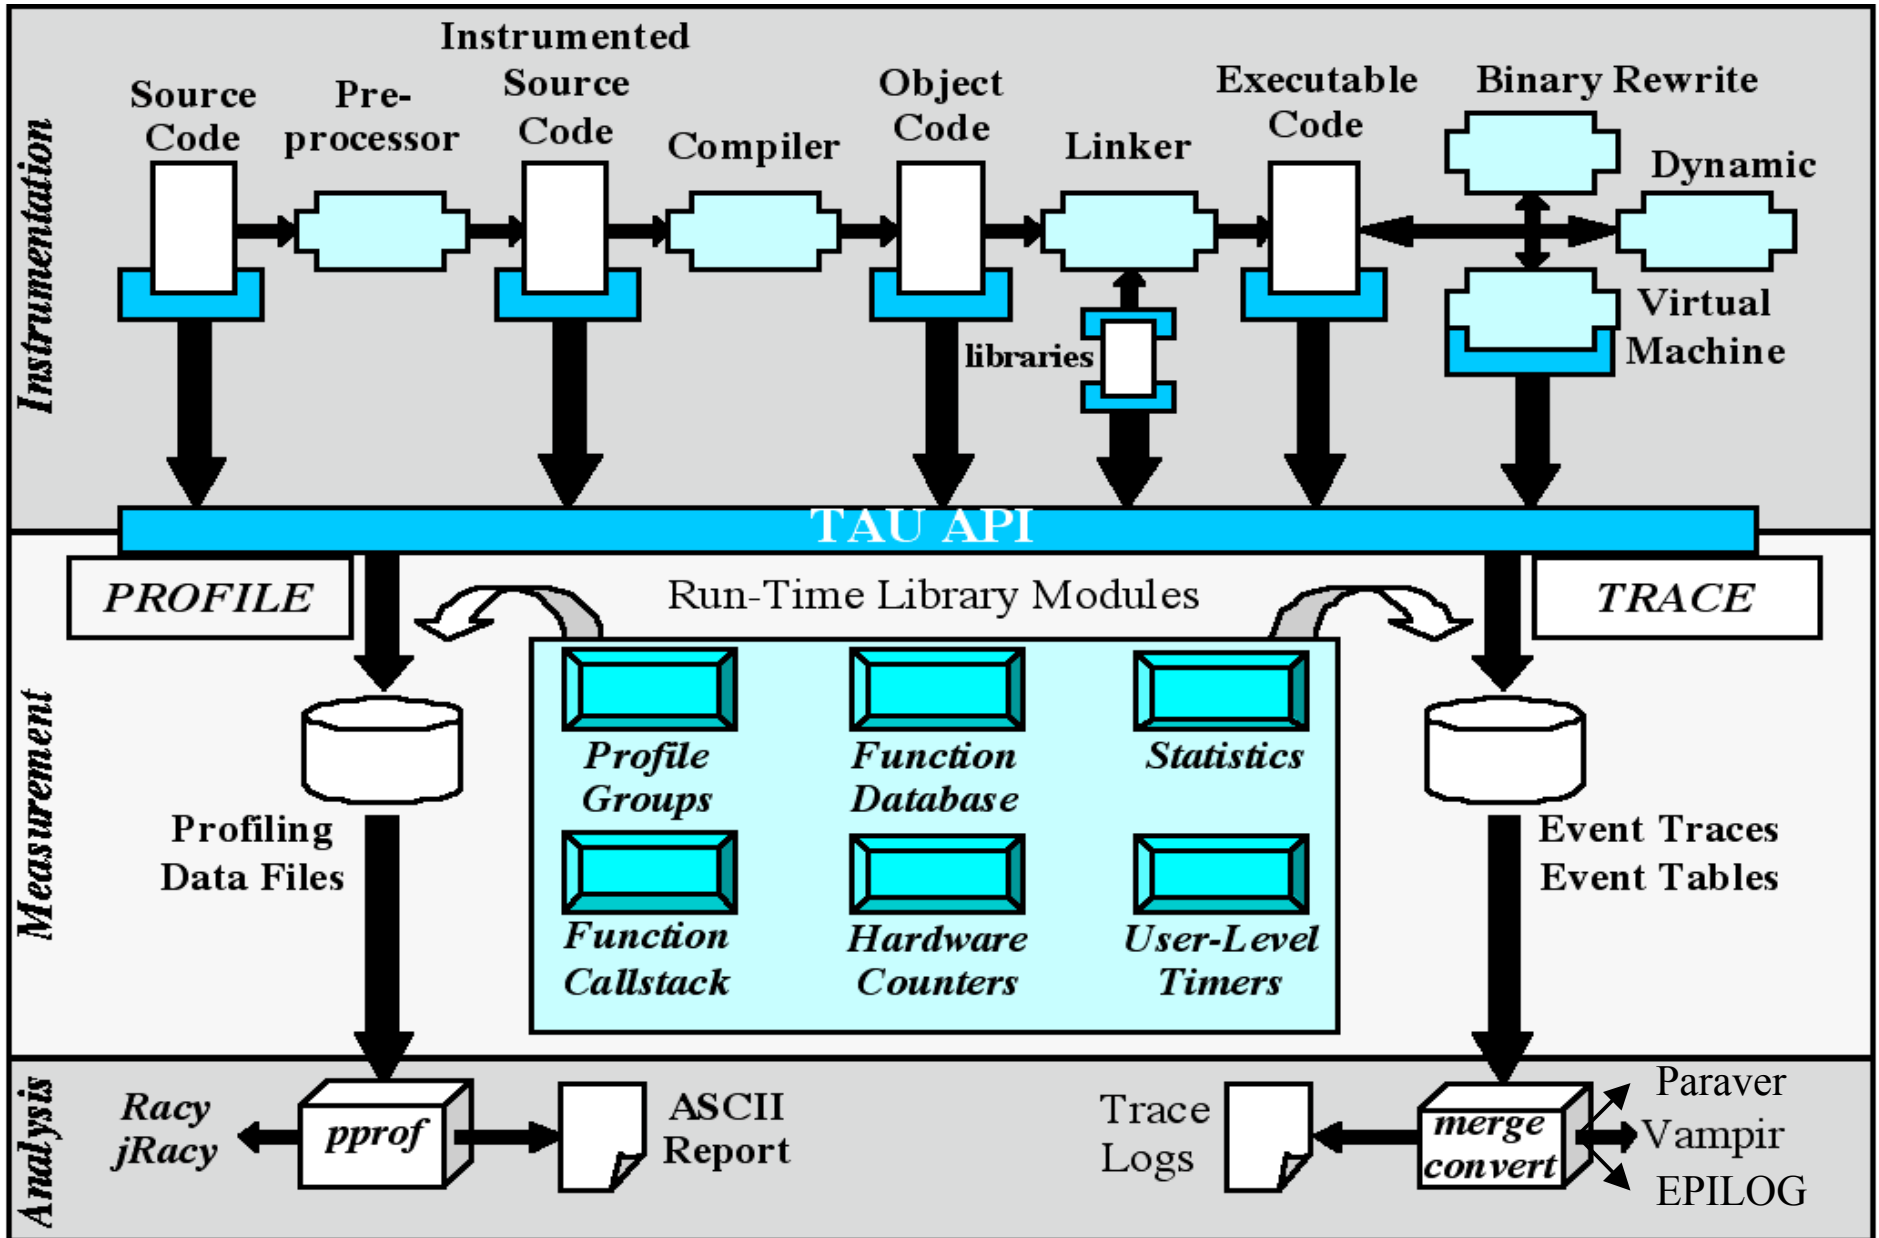 Instrumentation
Source
Code
Pre-
processor
Instrumented
Source
Code
Compiler
Object
Code
Linker
libraries
Executable
Code
Binary Rewrite
Dynamic
Virtual
Machine
TAU API
Measurement
PROFILE
Run-Time Library Modules
TRACE
Profiling
Data Files
Profile
Groups
Function
Database
Statistics
Function
Callstack
Hardware
Counters
User-Level
Timers
Event Traces
Event Tables
Analysis
Racy
jRacy
pprof
ASCII
Report
Trace
Logs
merge
convert
Paraver
Vampir
EPILOG